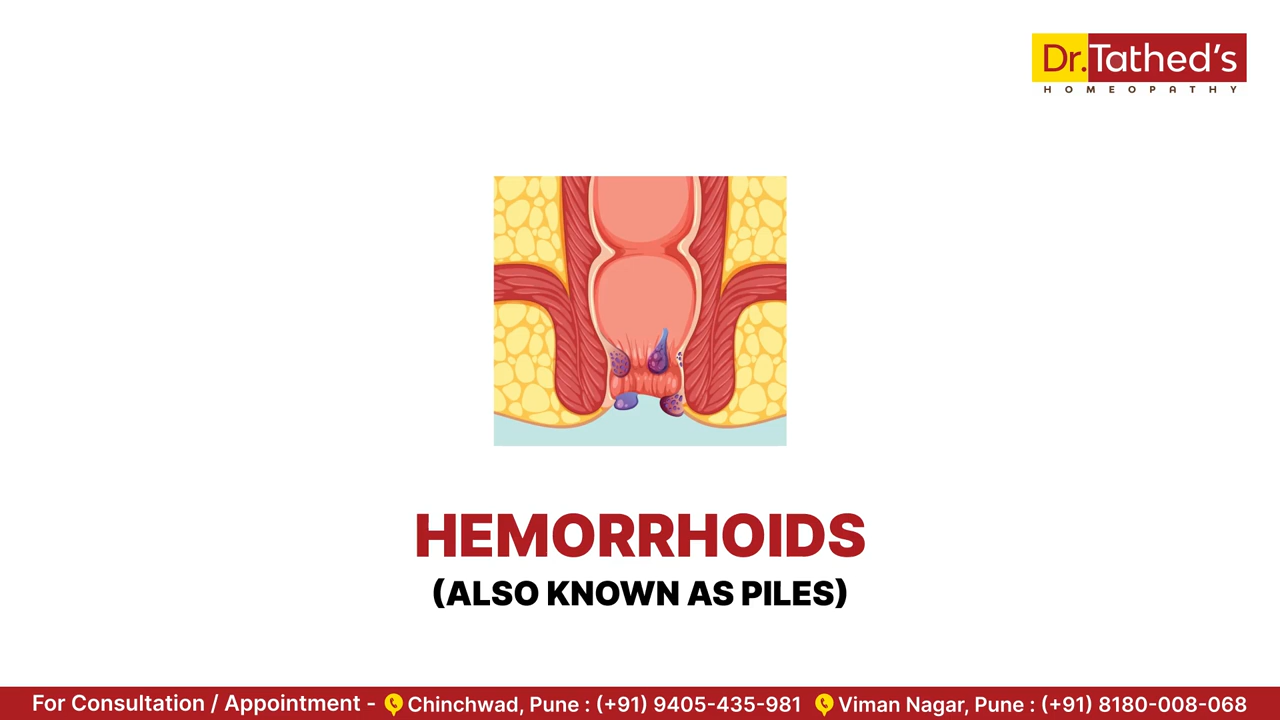 Dr.Tathed's
HOMEOPATHY
HEMORRHOIDS
(ALSO KNOWN AS PILES)
For Consultation / Appointment - Chinchwad, Pune : (+91) 9405-435-981 Viman Nagar, Pune : (+91) 8180-008-068